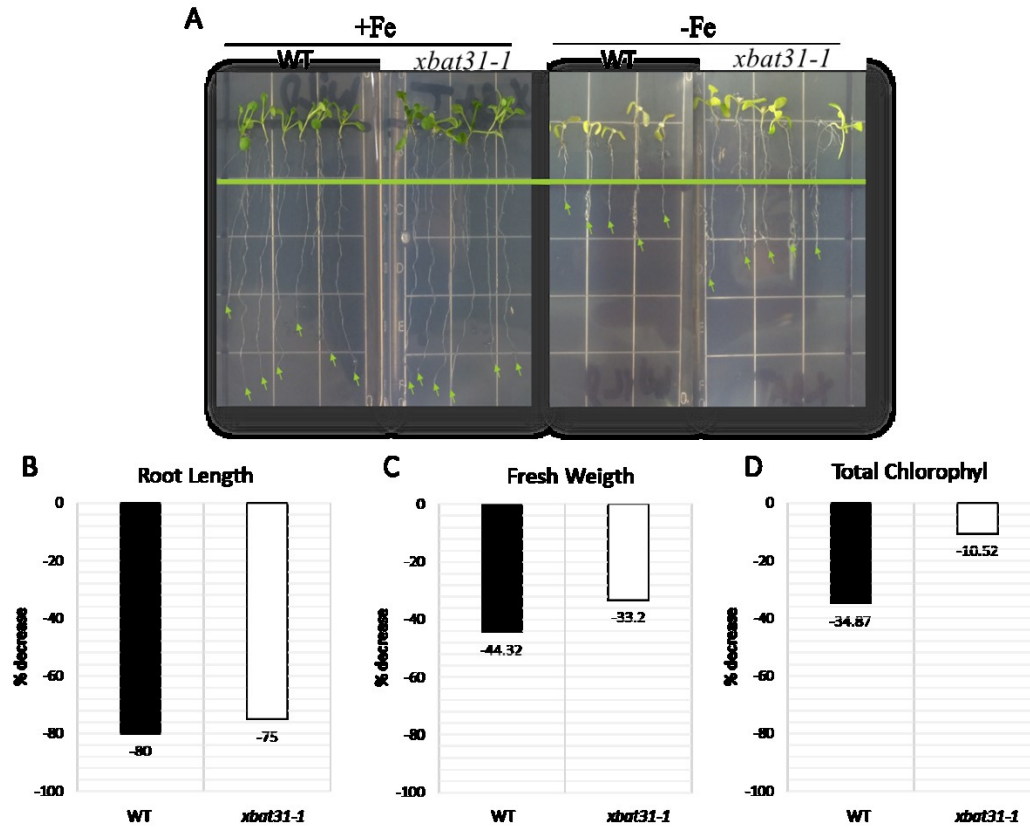 A
+Fe -Fe
WT xbat31-1 WT xbat31-1
B
Root Length
% decrease
0
-20
-40
-60
-80
-100
-80
-75
WT xbat31-1
C
Fresh Weigth
% decrease
0
-20
-40
-60
-80
-100
-44.32
-33.2
WT xbat31-1
D
Total Chlorophyl
% decrease
0
-20
-40
-60
-80
-100
-34.87
-10.52
WT xbat31-1